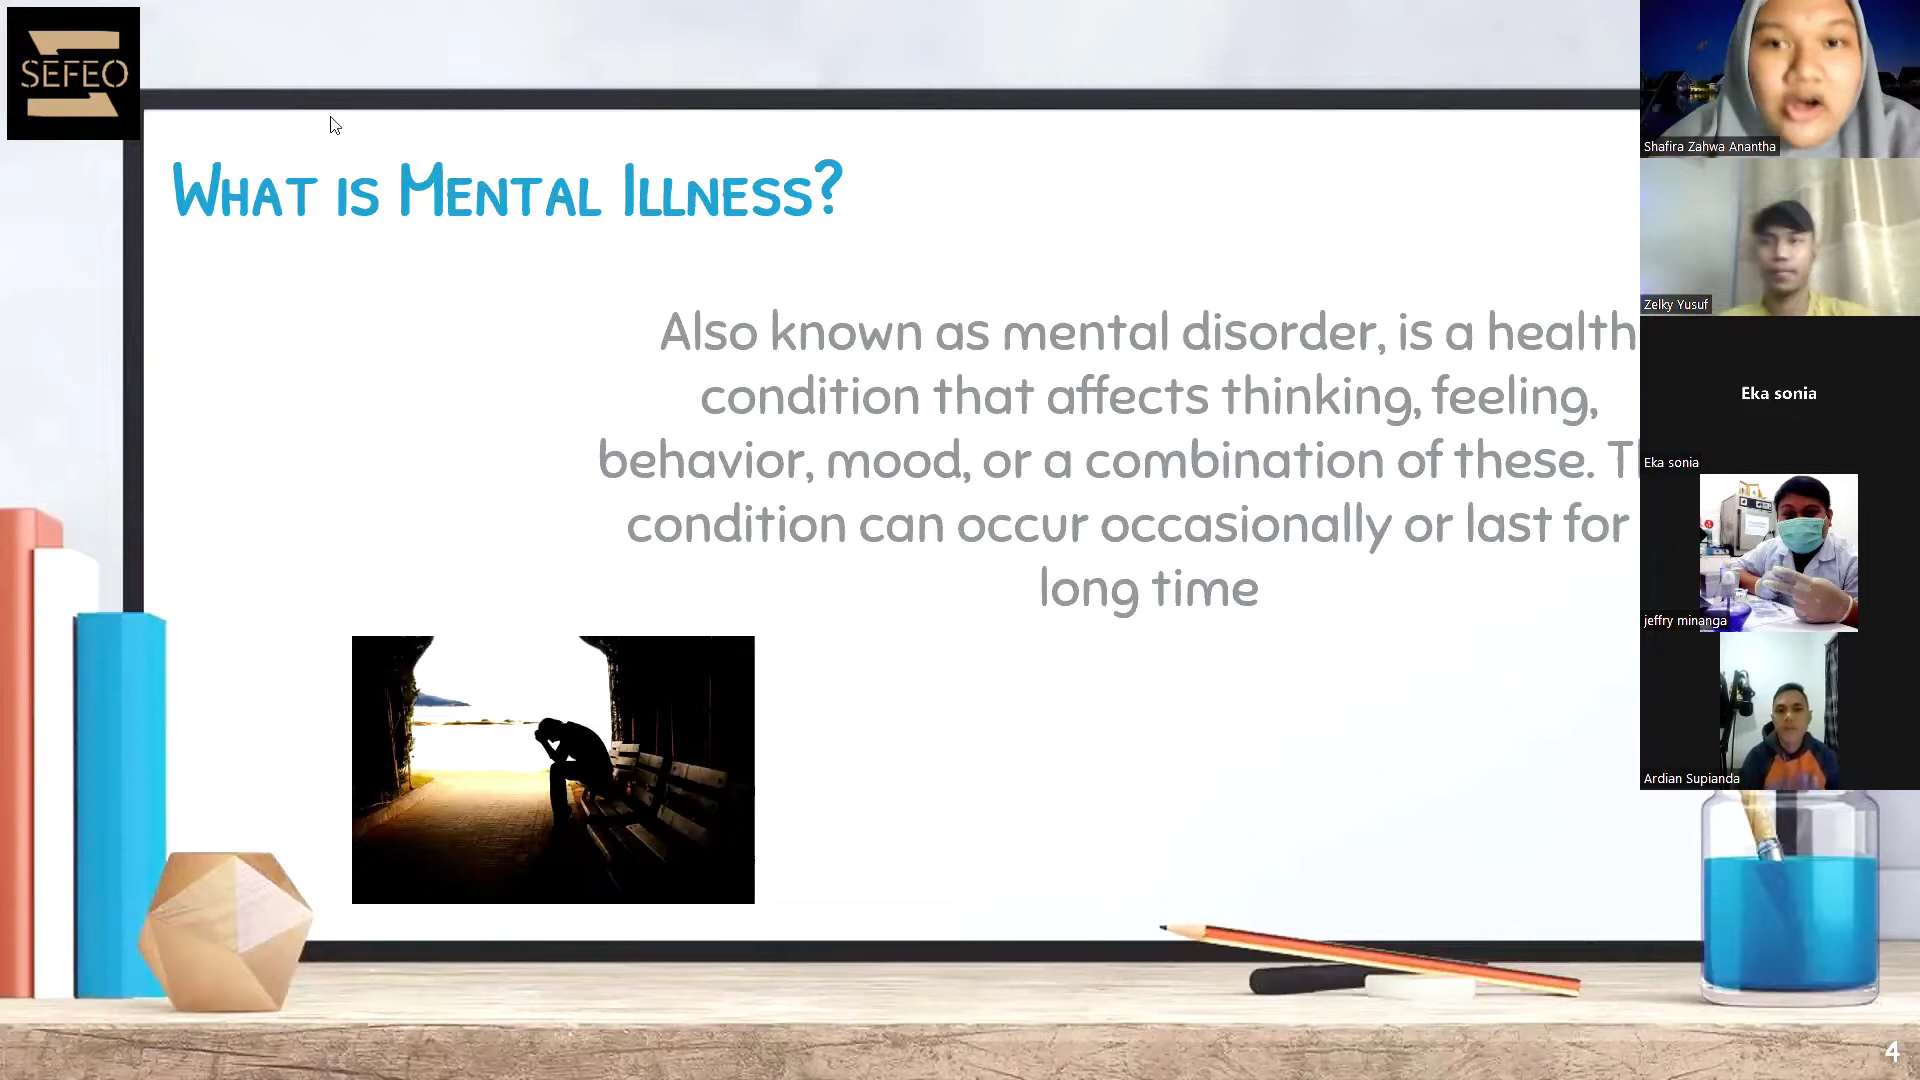 SEFEO
What is Mental Illness?
Also known as mental disorder, is a health
condition that affects thinking, feeling,
behavior, mood, or a combination of these.
condition can occur occasionally or last for
long time
Shafira Zahwa Anantha
Zelky Yusuf
Eka sonia
Eka sonia
jeffry minanga
Ardian Supianda
4